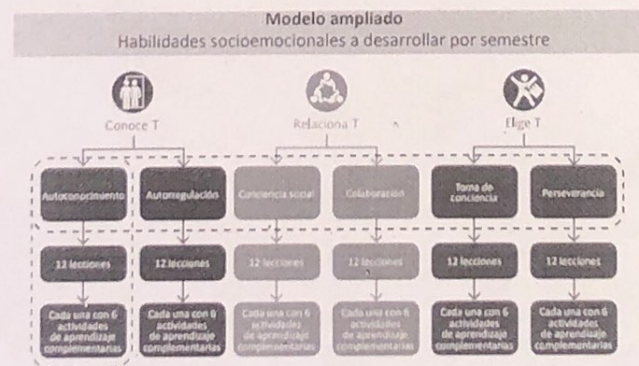 Modelo ampliado
Habilidades socioemocionales a desarrollar por semestre
Conoce T
Relaciona T
Elige T
Autoconocimiento
Autorregulación
Conciencia social
Colaboración
Toma de
conciencia
Perseverancia
12 lecciones
12 lecciones
12 lecciones
12 lecciones
12 lecciones
12 lecciones
Cada una con 6
actividades
de aprendizaje
complementarias
Cada una con 6
actividades
de aprendizaje
complementarias
Cada una con 6
actividades
de aprendizaje
complementarias
Cada una con 6
actividades
de aprendizaje
complementarias
Cada una con 6
actividades
de aprendizaje
complementarias
Cada una con 6
actividades
de aprendizaje
complementarias